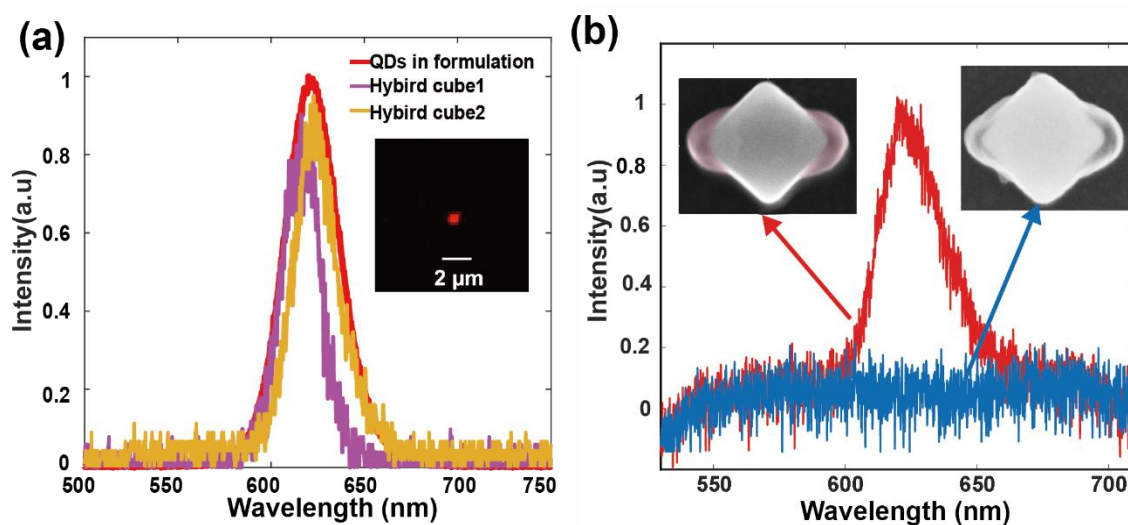 (a)
Intensity(a.u)
1
0.8
0.6
0.4
0.2
0
QDs in formulation
Hybird cube1
Hybird cube2
2 μm
500 550 600 650 700 750
Wavelength (nm)
(b)
Intensity(a.u)
1
0.8
0.6
0.4
0.2
0
550 600 650 700
Wavelength (nm)